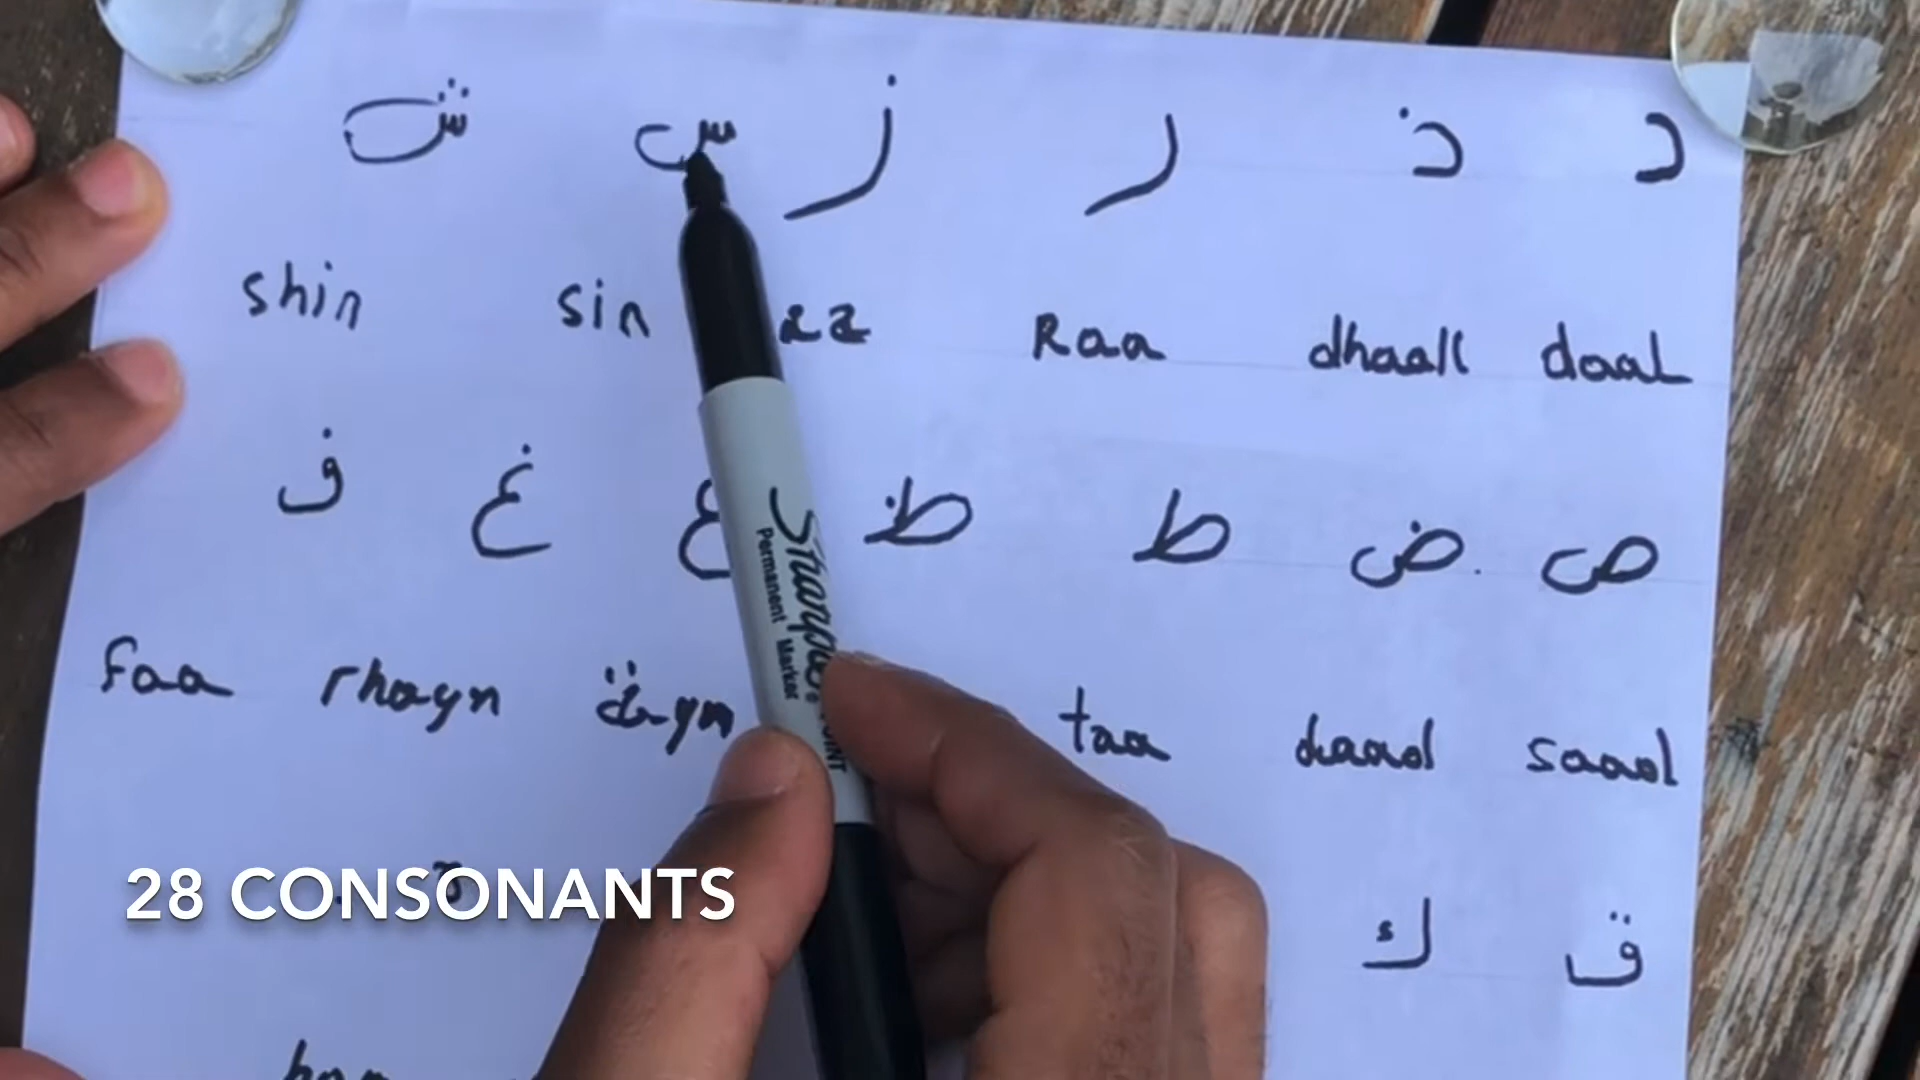 د ذ ر ز س ش
shin sin Raa dhaall daal
ص ض ط ظ ع غ ف
faa rhayn taa daad saad
ق ك
28 CONSONANTS
Sharpie
Permanent Marker